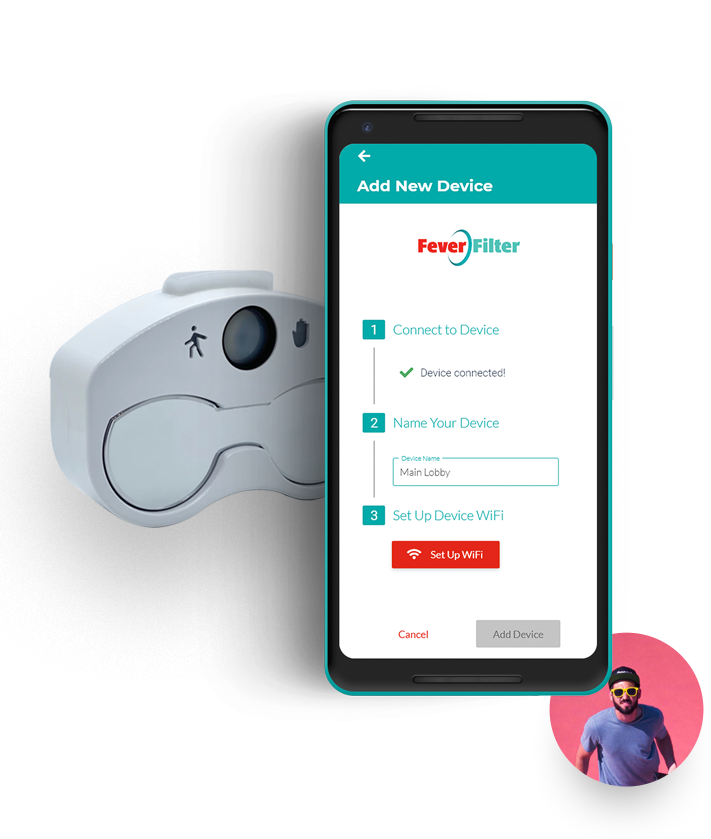 Add New Device
FeverFilter
1 Connect to Device
Device connected!
2 Name Your Device
Device Name
Main Lobby
3 Set Up Device WiFi
Set Up WiFi
Cancel Add Device